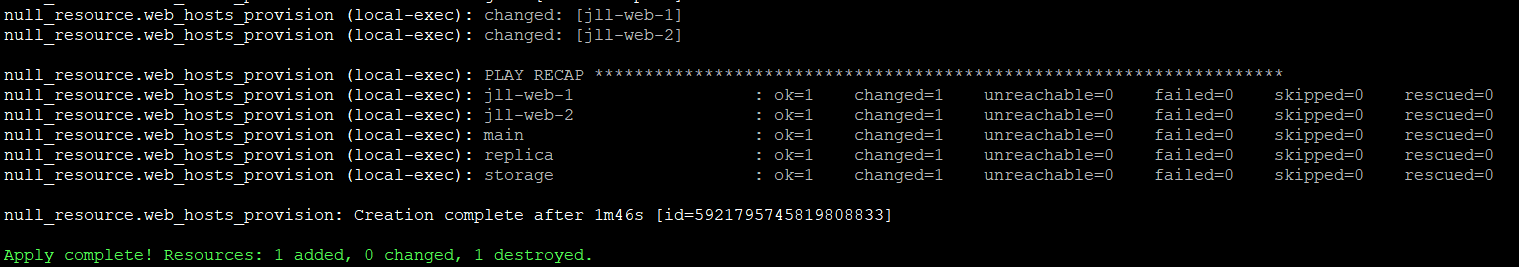 null_resource.web_hosts_provision (local-exec): changed: [jll-web-1]
null_resource.web_hosts_provision (local-exec): changed: [jll-web-2]
null_resource.web_hosts_provision (local-exec): PLAY RECAP *********************************************************************
null_resource.web_hosts_provision (local-exec): jll-web-1                  : ok=1    changed=1    unreachable=0    failed=0    skipped=0    rescued=0
null_resource.web_hosts_provision (local-exec): jll-web-2                  : ok=1    changed=1    unreachable=0    failed=0    skipped=0    rescued=0
null_resource.web_hosts_provision (local-exec): main                       : ok=1    changed=1    unreachable=0    failed=0    skipped=0    rescued=0
null_resource.web_hosts_provision (local-exec): replica                    : ok=1    changed=1    unreachable=0    failed=0    skipped=0    rescued=0
null_resource.web_hosts_provision (local-exec): storage                    : ok=1    changed=1    unreachable=0    failed=0    skipped=0    rescued=0
null_resource.web_hosts_provision: Creation complete after 1m46s [id=5921795745819808833]
Apply complete! Resources: 1 added, 0 changed, 1 destroyed.